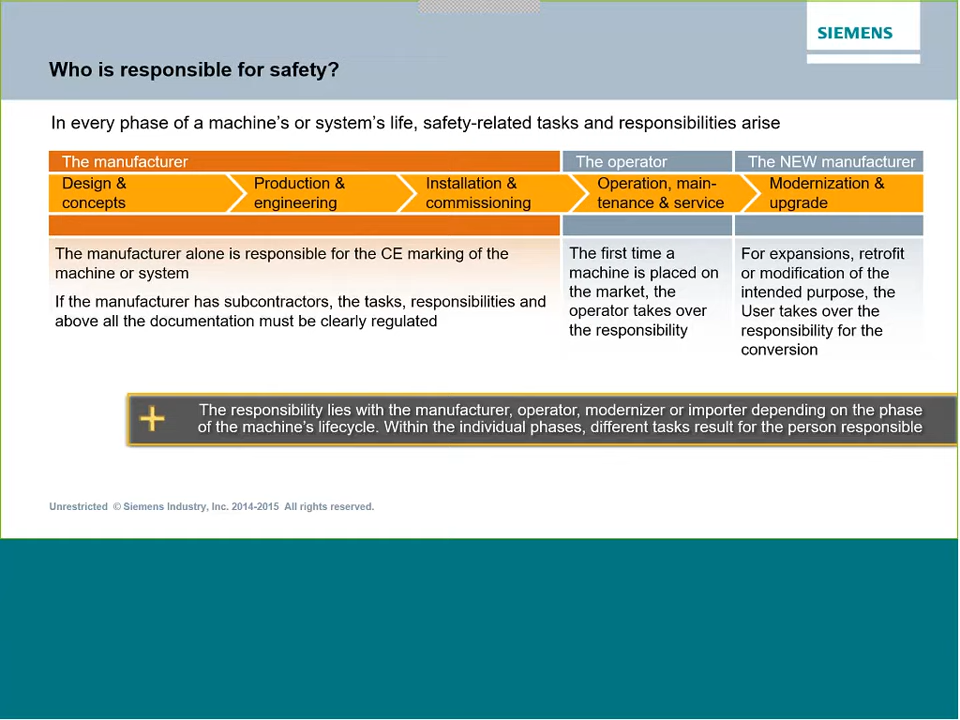 SIEMENS
Who is responsible for safety?
In every phase of a machine's or system's life, safety-related tasks and responsibilities arise
The manufacturer
The operator
The NEW manufacturer
Design &
concepts
Production &
engineering
Installation &
commissioning
Operation, main-
tenance & service
Modernization &
upgrade
The manufacturer alone is responsible for the CE marking of the
machine or system
If the manufacturer has subcontractors, the tasks, responsibilities and
above all the documentation must be clearly regulated
The first time a
machine is placed on
the market, the
operator takes over
the responsibility
For expansions, retrofit
or modification of the
intended purpose, the
User takes over the
responsibility for the
conversion
The responsibility lies with the manufacturer, operator, modernizer or importer depending on the phase
of the machine's lifecycle. Within the individual phases, different tasks result for the person responsible
Unrestricted © Siemens Industry, Inc. 2014-2015 All rights reserved.